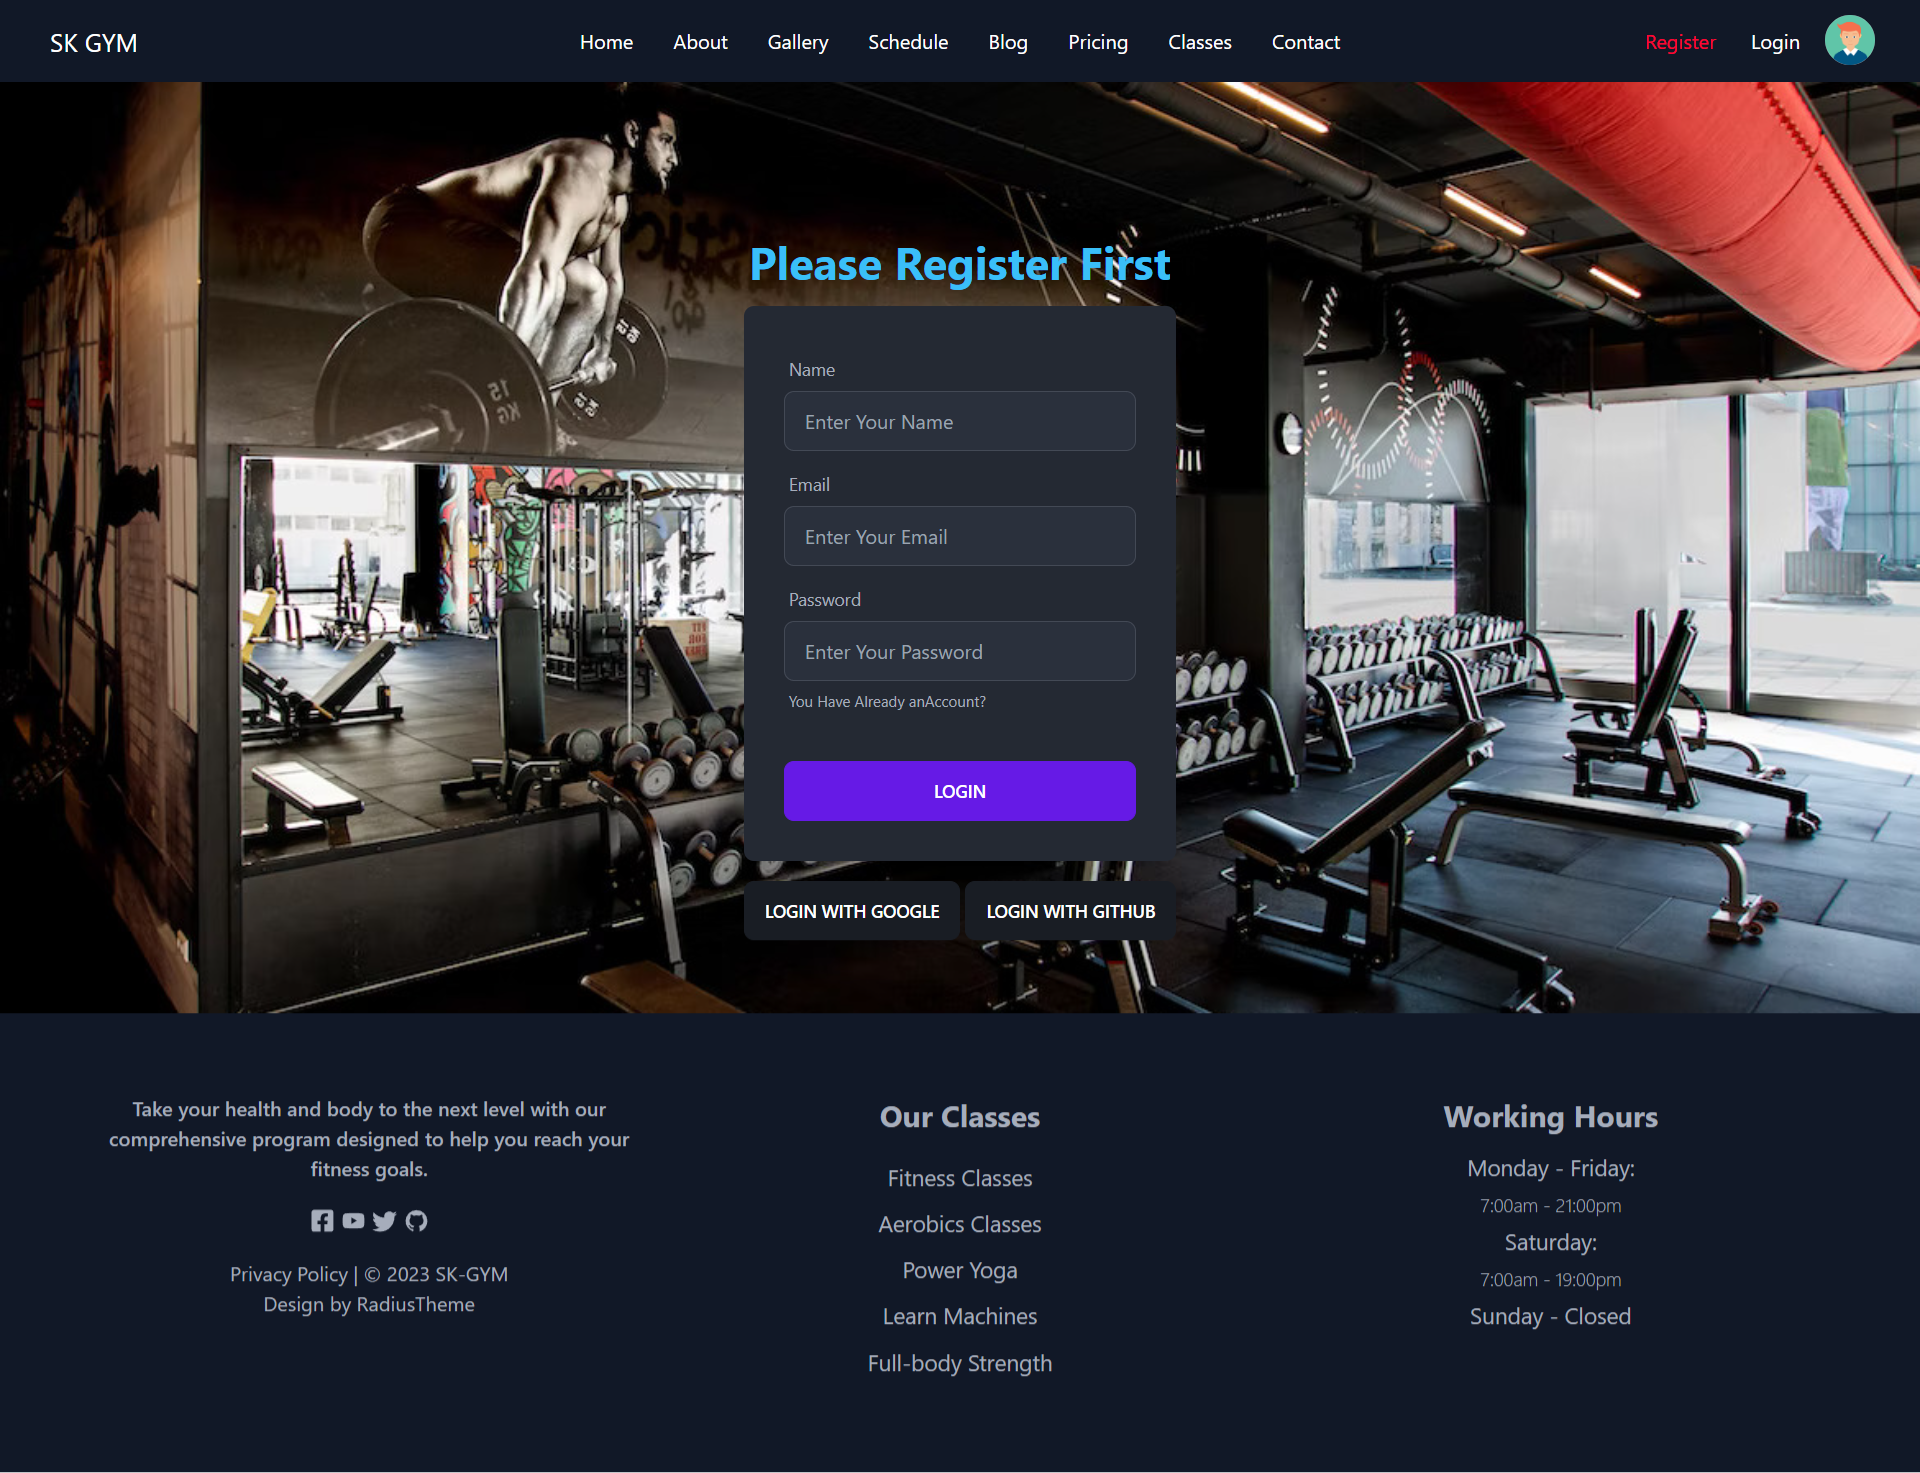 SK GYM
Home About Gallery Schedule Blog Pricing Classes Contact
Register Login
Please Register First
Name
Enter Your Name
Email
Enter Your Email
Password
Enter Your Password
You Have Already anAccount?
LOGIN
LOGIN WITH GOOGLE LOGIN WITH GITHUB
15
KG
Take your health and body to the next level with our
comprehensive program designed to help you reach your
fitness goals.
Privacy Policy | © 2023 SK-GYM
Design by RadiusTheme
Our Classes
Fitness Classes
Aerobics Classes
Power Yoga
Learn Machines
Full-body Strength
Working Hours
Monday - Friday:
7:00am - 21:00pm
Saturday:
7:00am - 19:00pm
Sunday - Closed